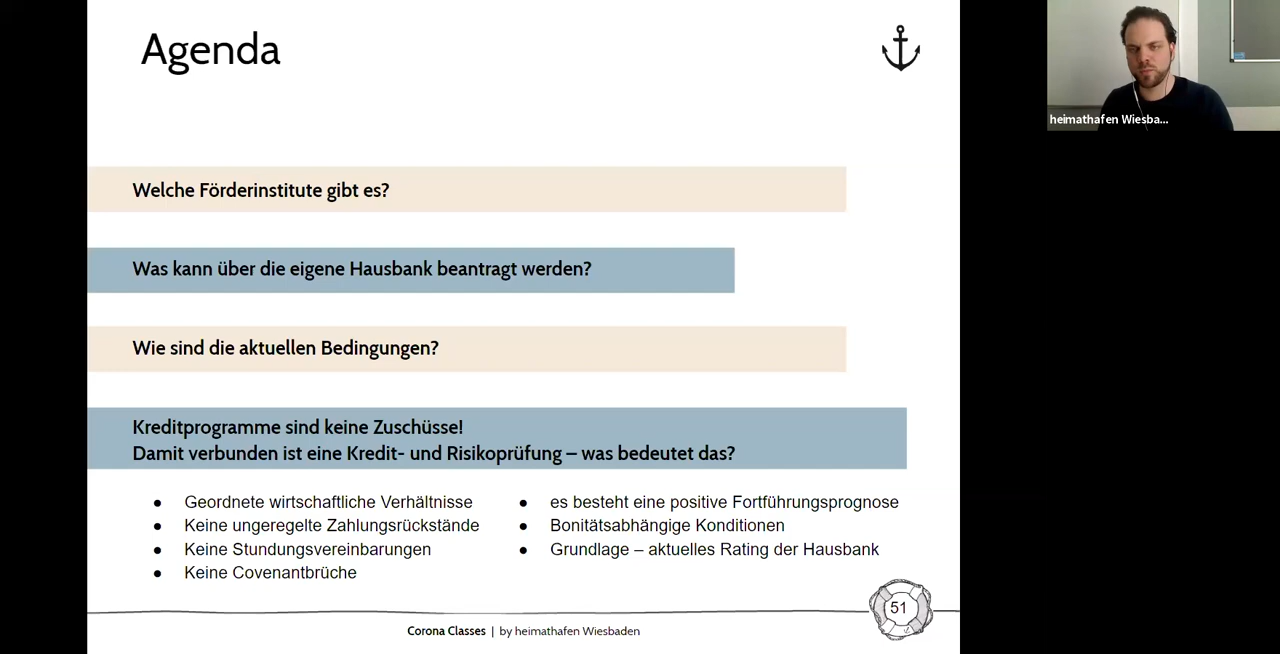 Agenda
heimathafen Wiesba...
Welche Förderinstitute gibt es?
Was kann über die eigene Hausbank beantragt werden?
Wie sind die aktuellen Bedingungen?
Kreditprogramme sind keine Zuschüsse!
Damit verbunden ist eine Kredit- und Risikoprüfung – was bedeutet das?
● Geordnete wirtschaftliche Verhältnisse
● Keine ungeregelte Zahlungsrückstände
● Keine Stundungsvereinbarungen
● Keine Covenantbrüche
● es besteht eine positive Fortführungsprognose
● Bonitätsabhängige Konditionen
● Grundlage – aktuelles Rating der Hausbank
51
Corona Classes | by heimathafen Wiesbaden